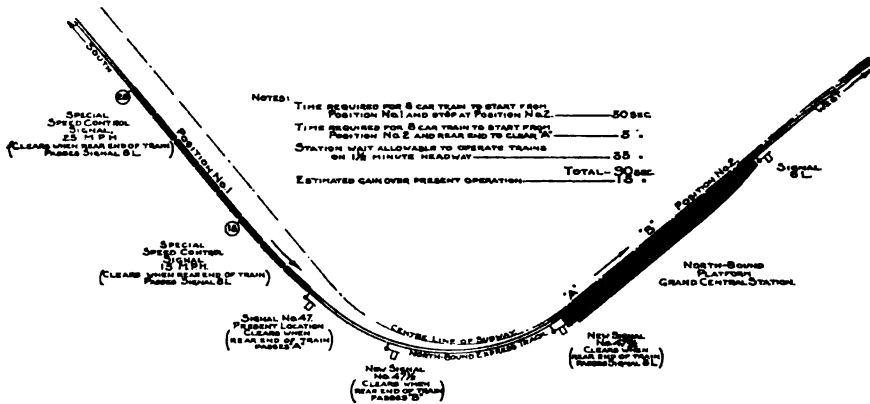 SOUTH
25
SPECIAL
SPEED CONTROL
SIGNAL,
25 M P H
(CLEARS WHEN REAR END OF TRAIN
PASSES SIGNAL 8L)
POSITION NO.1
15
SPECIAL
SPEED CONTOR
SIGNAL
15 M.P.H.
(CLEARS WHEN REAR END OF TRAIN
PASSES SIGNAL 8L)
SIGNAL NO.47.
PRESENT LOCATION
CLEARS WHEN
(REAR END OF TRAIN
PASSES "A")
NOTES:
TIME REQUIRED FOR 8 CAR TRAIN TO START FROM
POSITION NO.1 AND STOP AT POSITION NO.2. 50 SEC.
TIME REQUIRED FOR 8 CAR TRAIN TO START FROM
POSITION NO.2 AND REAR END TO CLEAR "A" 5 "
STATION WAIT ALLOWABLE TO OPERATE TRAINS
ON 1½ MINUTE HEADWAY 35 "
TOTAL - 90 SEC.
ESTIMATED GAIN OVER PRESENT OPERATION 18 "
CENTRE LINE OF SUBWAY
NORTH-BOUND EXPRESS TRACK
NEW SIGNAL
NO.47½
CLEARS WHEN
(REAR END OF TRAIN
PASSES "B")
"A"
"B"
POSITION NO.2
SIGNAL
8L
NORTH-BOUND
PLATFORM
GRAND CENTRAL STATION.
NEW SIGNAL
CLEARS WHEN
(REAR END OF TRAIN
PASSES SIGNAL 8L)